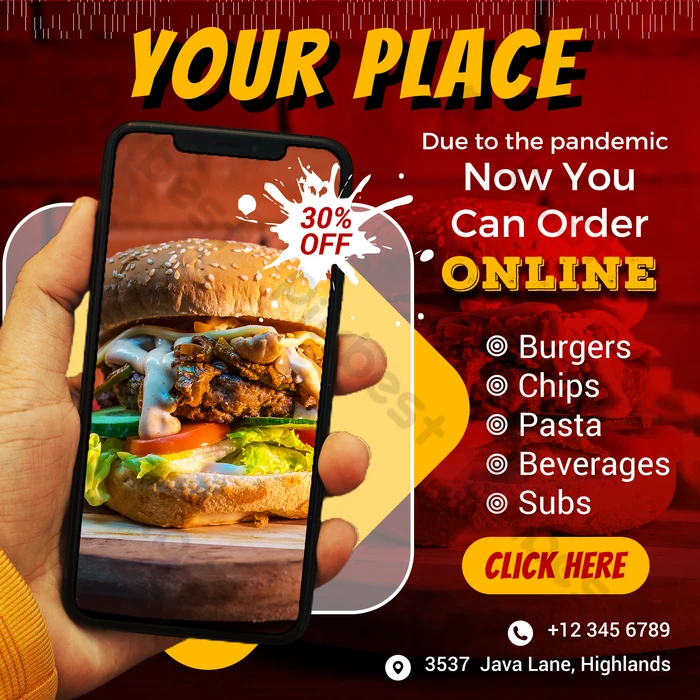 YOUR PLACE
Due to the pandemic
Now You
Can Order
ONLINE
30%
OFF
Burgers
Chips
Pasta
Beverages
Subs
CLICK HERE
+12 345 6789
3537 Java Lane, Highlands